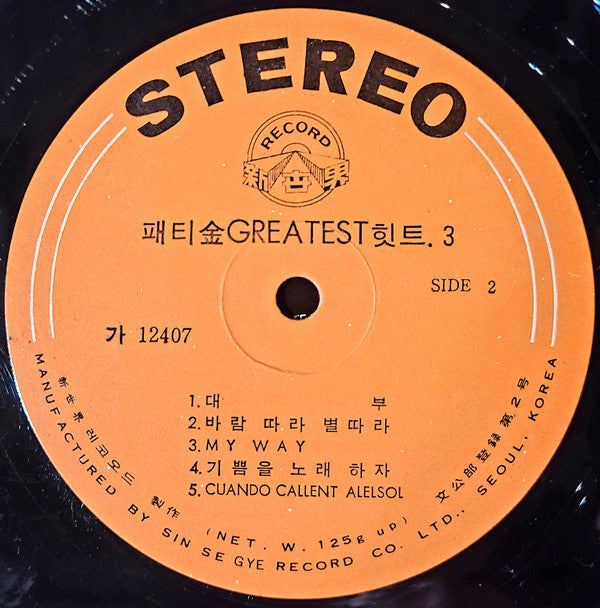 STEREO
RECORD
新世界
패티金GREATEST힛트. 3
SIDE 2
가 12407
1. 대 부
2. 바람 따라 별따라
3. MY WAY
4. 기쁨을 노래 하자
5. CUANDO CALLENT ALELSOL
(NET. W. 125g up)
新世界 레코오드 製作
文公部登録第2号
MANUFACTURED BY SIN SE GYE RECORD CO. LTD., SEOUL, KOREA